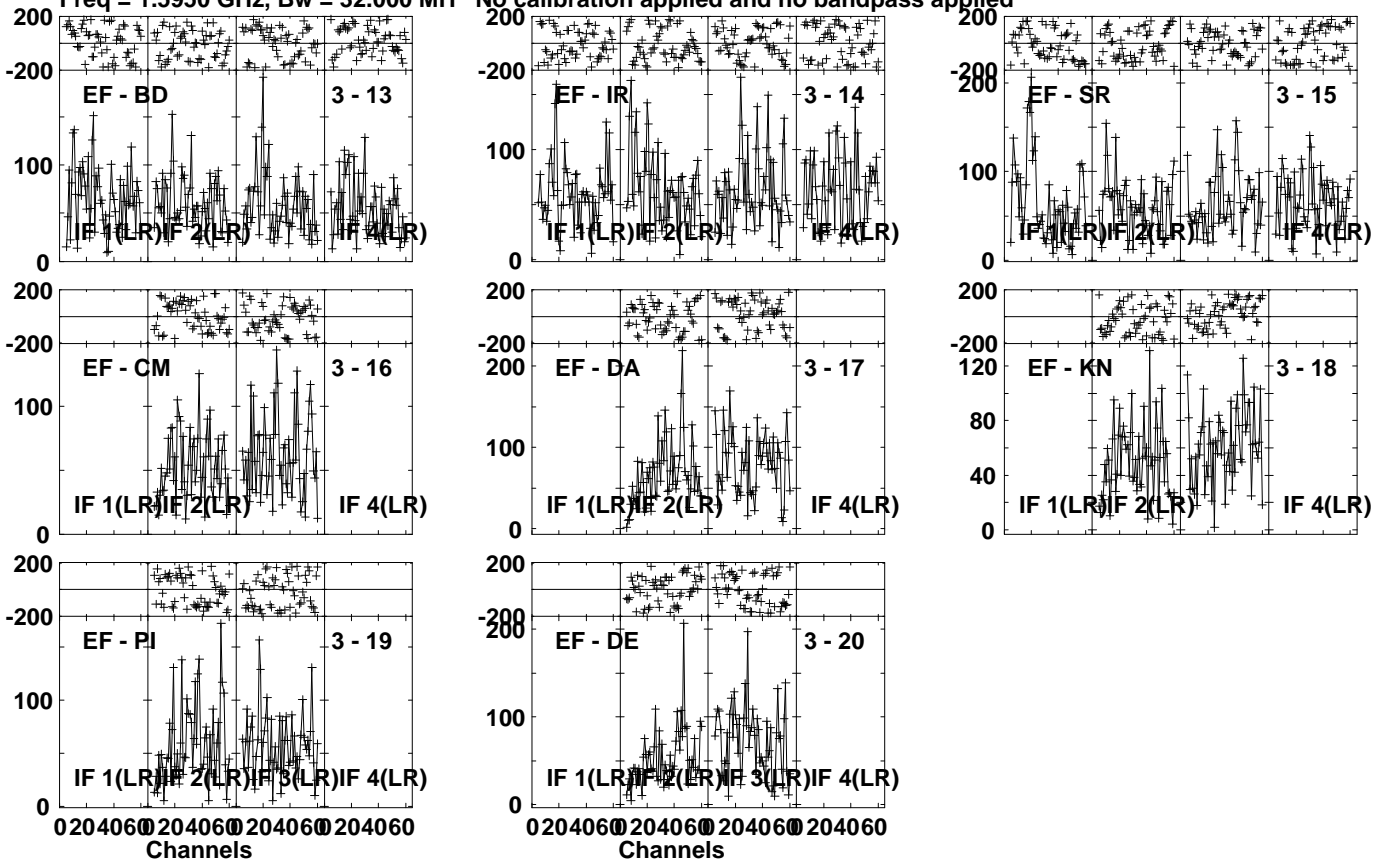 Freq = 1.5950 GHz, Bw = 32.000 MH No calibration applied and no bandpass applied
200 200 200
-200 -200 -200
EF - BD 3 - 13 EF - IR 3 - 14 200 EF - SR 3 - 15
100 100 100
IF 1(LR) IF 2(LR) IF 4(LR) IF 1(LR) IF 2(LR) IF 4(LR) IF 1(LR) IF 2(LR) IF 4(LR)
0 0 0
200 200 200
-200 -200 -200
EF - CM 3 - 16 200 EF - DA 3 - 17 120 EF - KN 3 - 18
100 100 80
40
IF 1(LR) IF 2(LR) IF 4(LR) IF 1(LR) IF 2(LR) IF 4(LR) IF 1(LR) IF 2(LR) IF 4(LR)
0 0 0
200 200
-200 -200
EF - PI 3 - 19 200 EF - DE 3 - 20
100 100
IF 1(LR) IF 2(LR) IF 3(LR) IF 4(LR) IF 1(LR) IF 2(LR) IF 3(LR) IF 4(LR)
0 0
0 20 40 60 0 20 40 60 0 20 40 60 0 20 40 60 0 20 40 60 0 20 40 60 0 20 40 60 0 20 40 60
Channels Channels